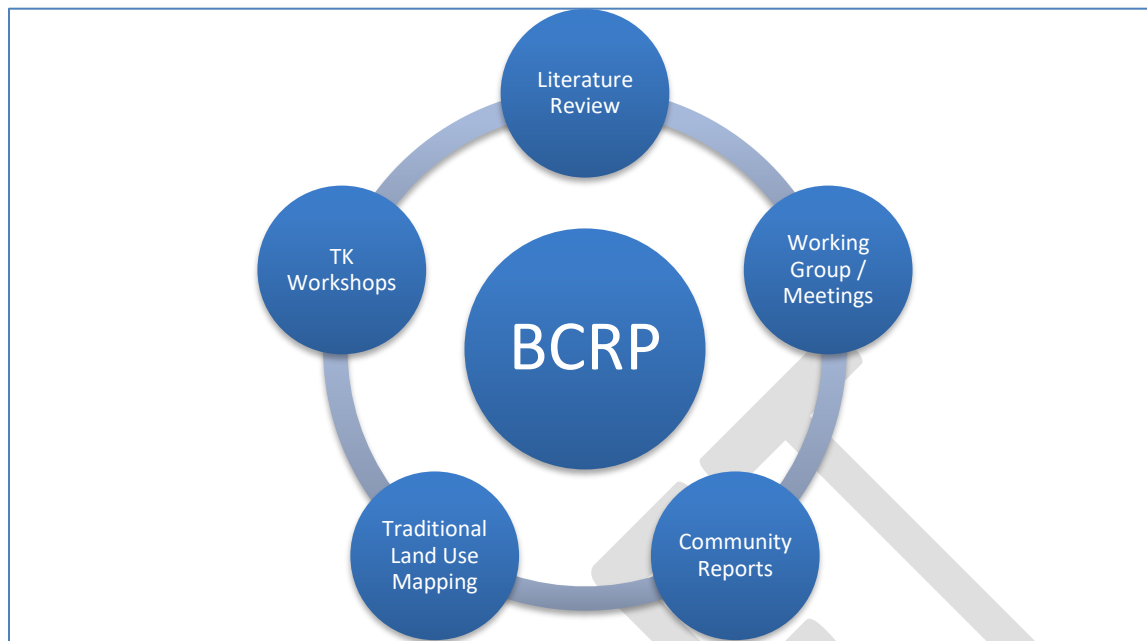 Literature
Review
Working
Group /
Meetings
TK
Workshops
BCRP
Traditional
Land Use
Mapping
Community
Reports